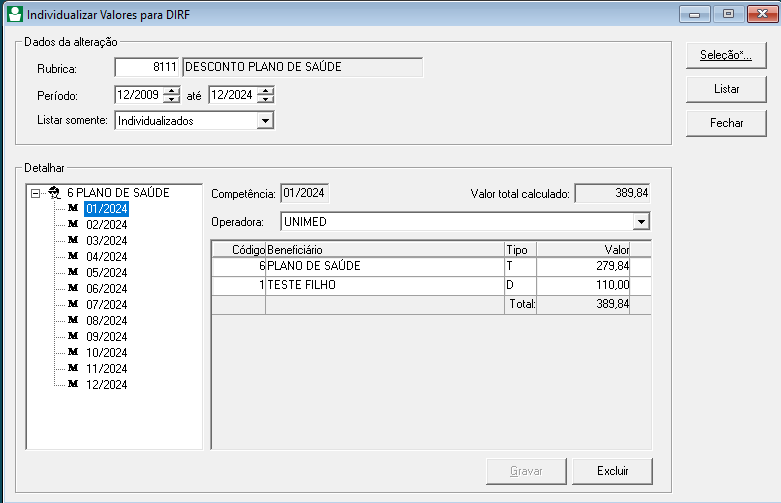 Individualizar Valores para DIRF
Dados da alteração
Rubrica: 8111 DESCONTO PLANO DE SAÚDE
Período: 12/2009 até 12/2024
Listar somente: Individualizados
Seleção*...
Listar
Fechar
Detalhar
6 PLANO DE SAÚDE
M 01/2024
M 02/2024
M 03/2024
M 04/2024
M 05/2024
M 06/2024
M 07/2024
M 08/2024
M 09/2024
M 10/2024
M 11/2024
M 12/2024
Competência: 01/2024 Valor total calculado: 389,84
Operadora: UNIMED
Código Beneficiário Tipo Valor
6 PLANO DE SAÚDE T 279,84
1 TESTE FILHO D 110,00
Total: 389,84
Gravar Excluir